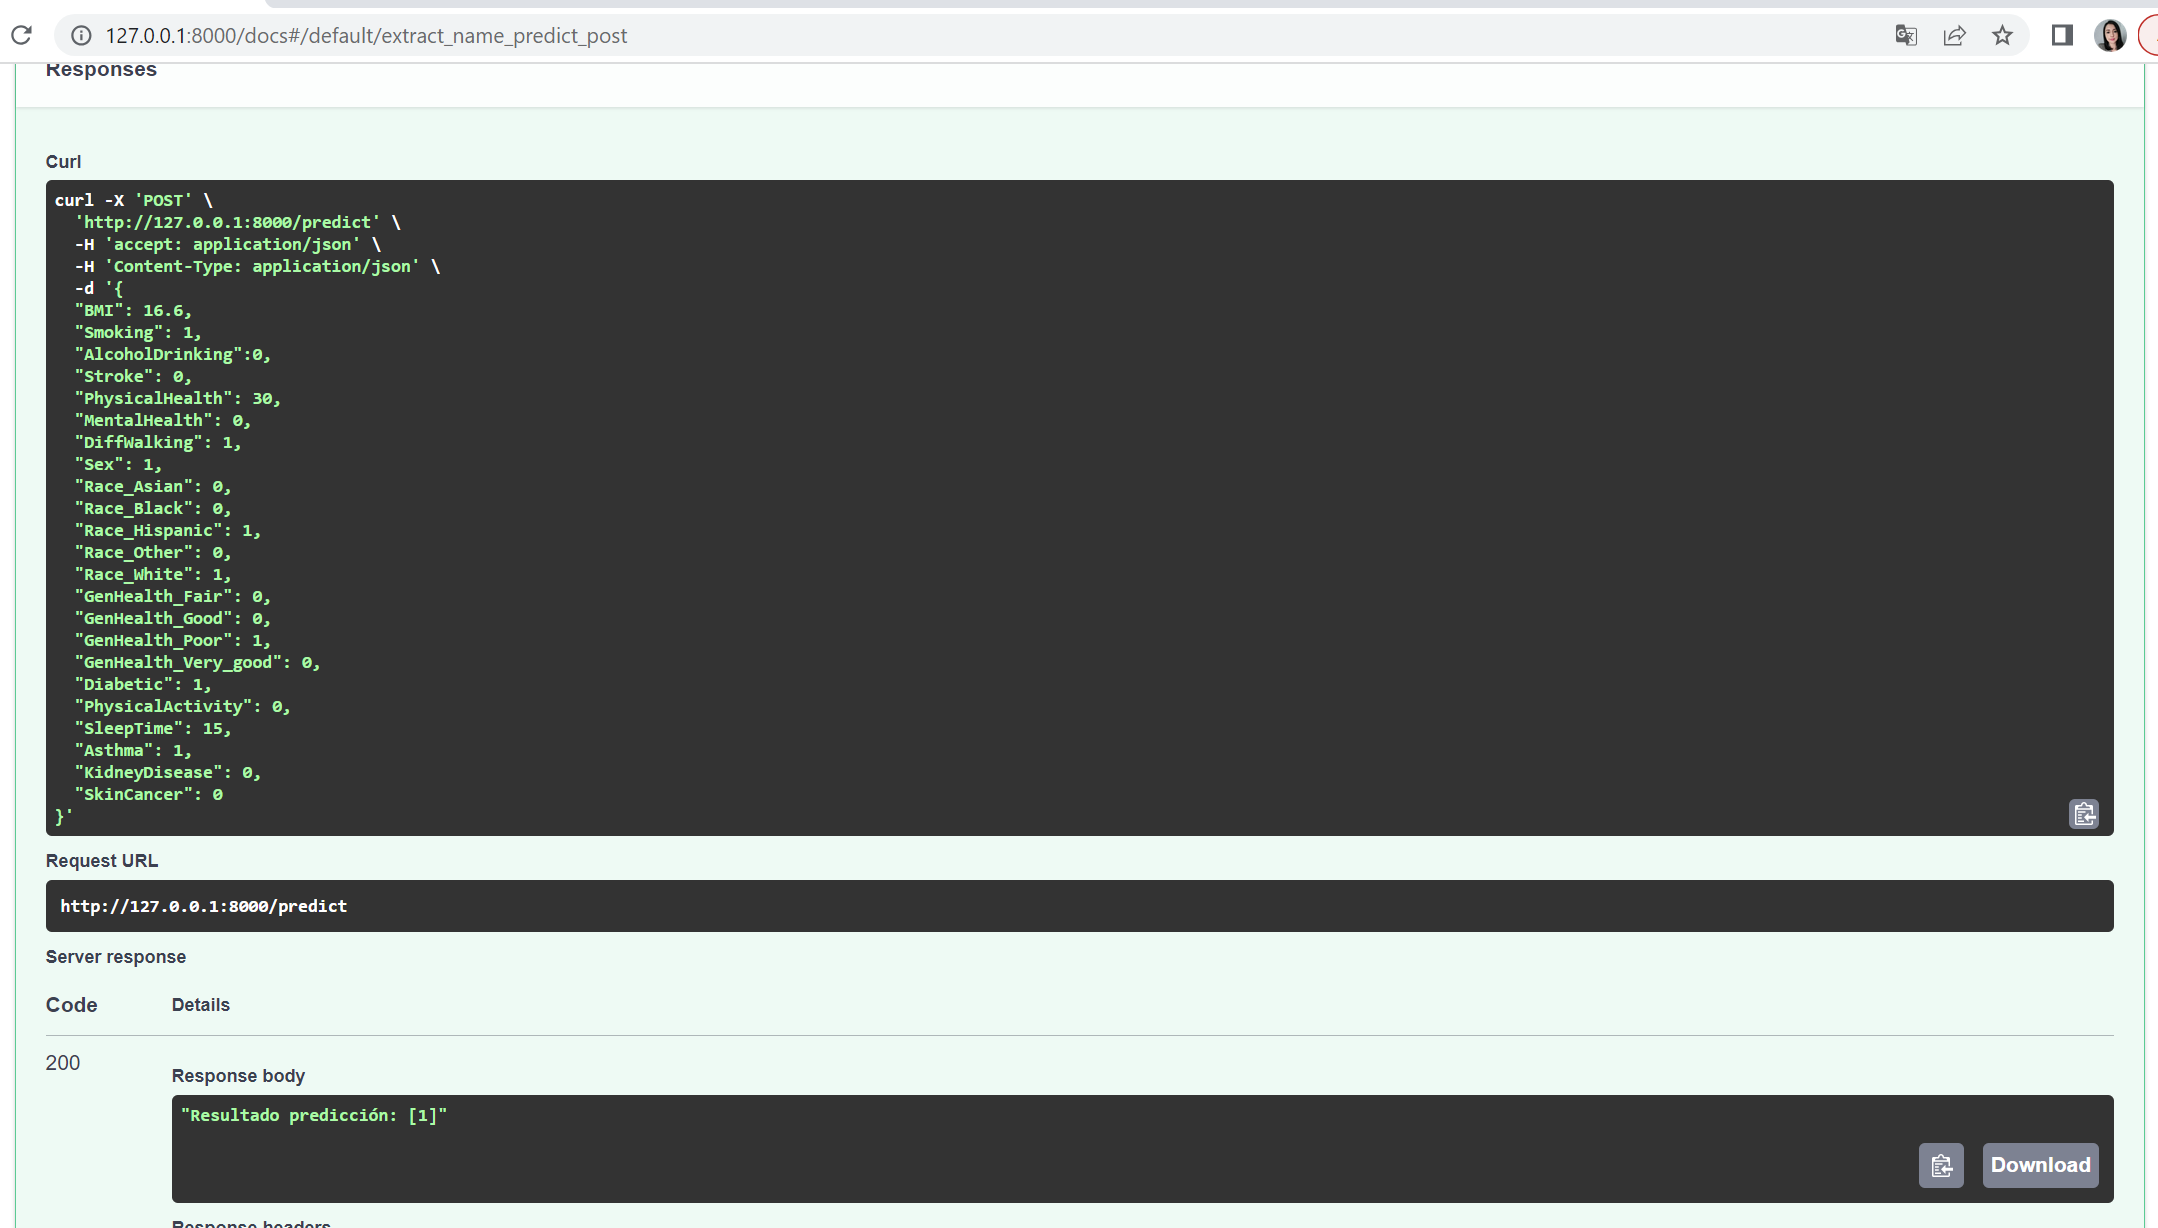 127.0.0.1:8000/docs#/default/extract_name_predict_post
Responses
Curl
curl -X 'POST' \
  'http://127.0.0.1:8000/predict' \
  -H 'accept: application/json' \
  -H 'Content-Type: application/json' \
  -d '{
  "BMI": 16.6,
  "Smoking": 1,
  "AlcoholDrinking":0,
  "Stroke": 0,
  "PhysicalHealth": 30,
  "MentalHealth": 0,
  "DiffWalking": 1,
  "Sex": 1,
  "Race_Asian": 0,
  "Race_Black": 0,
  "Race_Hispanic": 1,
  "Race_Other": 0,
  "Race_White": 1,
  "GenHealth_Fair": 0,
  "GenHealth_Good": 0,
  "GenHealth_Poor": 1,
  "GenHealth_Very_good": 0,
  "Diabetic": 1,
  "PhysicalActivity": 0,
  "SleepTime": 15,
  "Asthma": 1,
  "KidneyDisease": 0,
  "SkinCancer": 0
}'
Request URL
http://127.0.0.1:8000/predict
Server response
Code Details
200
Response body
"Resultado predicción: [1]"
Download
Response headers